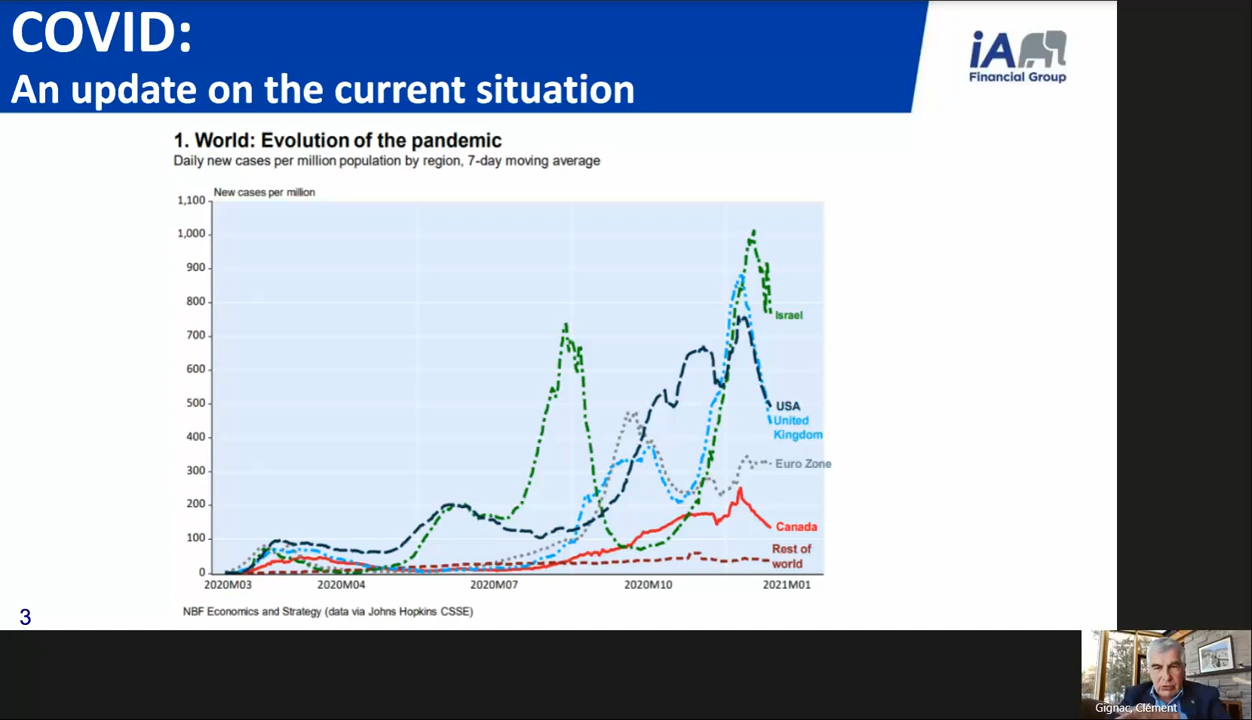 COVID:
An update on the current situation
iA
Financial Group
1. World: Evolution of the pandemic
Daily new cases per million population by region, 7-day moving average
New cases per million
1,100
1,000
900
800
700
600
500
400
300
200
100
0
Israel
USA
United
Kingdom
Euro Zone
Canada
Rest of
world
2020M03
2020M04
2020M07
2020M10
2021M01
NBF Economics and Strategy (data via Johns Hopkins CSSE)
3
Gignac, Clément